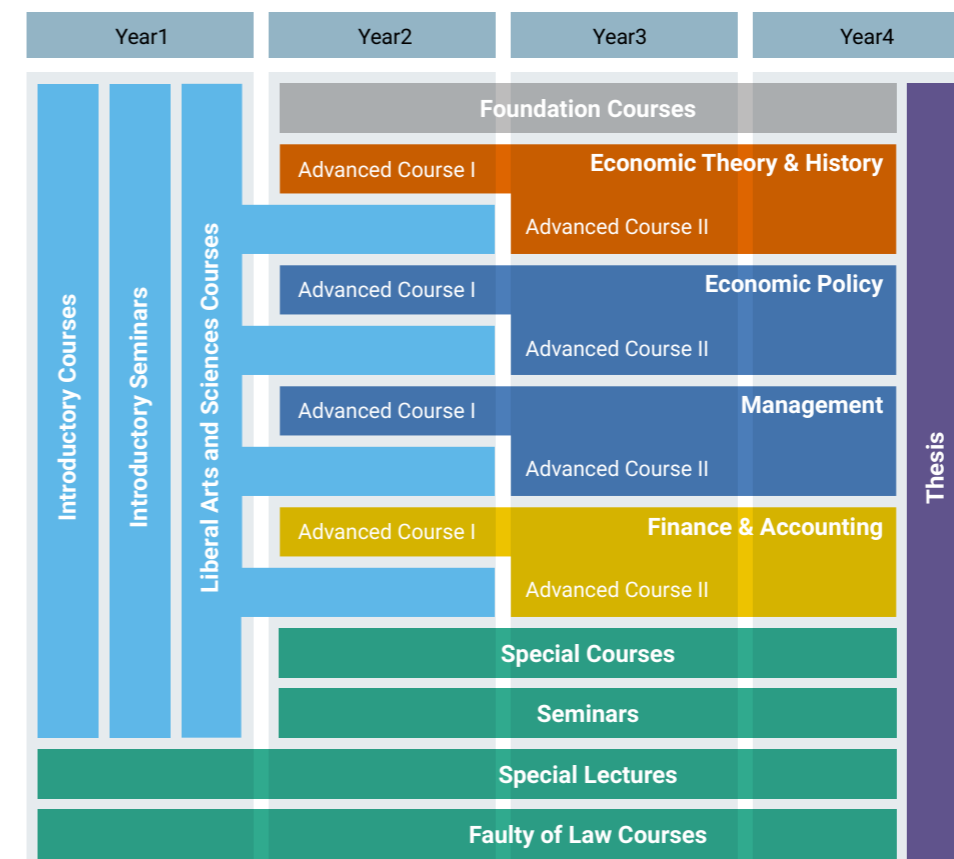 Year1
Year2
Year3
Year4
Introductory Courses
Introductory Seminars
Liberal Arts and Sciences Courses
Foundation Courses
Advanced Course I
Economic Theory & History
Advanced Course II
Advanced Course I
Economic Policy
Advanced Course II
Advanced Course I
Management
Advanced Course II
Advanced Course I
Finance & Accounting
Advanced Course II
Special Courses
Seminars
Special Lectures
Faulty of Law Courses
Thesis